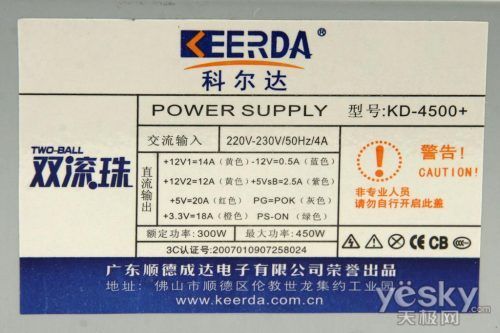 KEERDA®
科尔达
POWER SUPPLY 型号:KD-4500+
TWO-BALL
双滚珠
交流输入 220V-230V/50Hz/4A
直流输出
+12V1=14A(黄色) -12V=0.5A(蓝色)
+12V2=12A(黄色) +5VsB=2.5A(紫色)
+5V=20A(红色) PG=POK(灰色)
+3.3V=18A(橙色) PS-ON(绿色)
额定功率:300W 最大功率:450W
3C认证号:2007010907258024
警告!
CAUTION!
非专业人员
请勿自行开启此盖
CE CB CCC
广东顺德成达电子有限公司荣誉出品
地址:佛山市顺德区伦教世龙集约工业园
www.keerda.com.cn
yesky
天极网.com